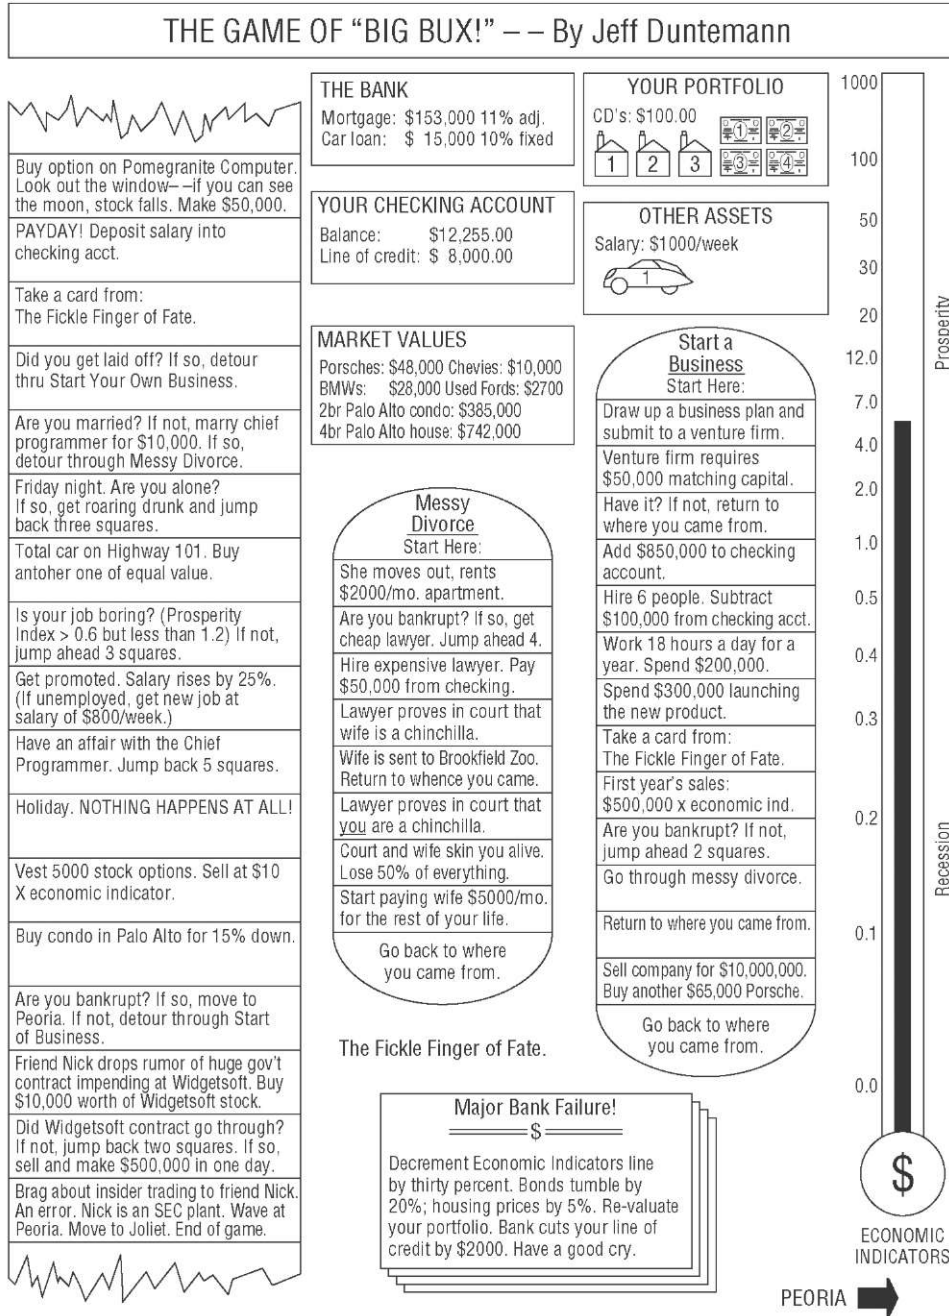 THE GAME OF “BIG BUX!” – – By Jeff Duntemann
Buy option on Pomegranite Computer.
Look out the window– –if you can see
the moon, stock falls. Make $50,000.
PAYDAY! Deposit salary into
checking acct.
Take a card from:
The Fickle Finger of Fate.
Did you get laid off? If so, detour
thru Start Your Own Business.
Are you married? If not, marry chief
programmer for $10,000. If so,
detour through Messy Divorce.
Friday night. Are you alone?
If so, get roaring drunk and jump
back three squares.
Total car on Highway 101. Buy
antoher one of equal value.
Is your job boring? (Prosperity
Index > 0.6 but less than 1.2) If not,
jump ahead 3 squares.
Get promoted. Salary rises by 25%.
(If unemployed, get new job at
salary of $800/week.)
Have an affair with the Chief
Programmer. Jump back 5 squares.
Holiday. NOTHING HAPPENS AT ALL!
Vest 5000 stock options. Sell at $10
X economic indicator.
Buy condo in Palo Alto for 15% down.
Are you bankrupt? If so, move to
Peoria. If not, detour through Start
of Business.
Friend Nick drops rumor of huge gov't
contract impending at Widgetsoft. Buy
$10,000 worth of Widgetsoft stock.
Did Widgetsoft contract go through?
If not, jump back two squares. If so,
sell and make $500,000 in one day.
Brag about insider trading to friend Nick.
An error. Nick is an SEC plant. Wave at
Peoria. Move to Joliet. End of game.
THE BANK
Mortgage: $153,000 11% adj.
Car loan: $ 15,000 10% fixed
YOUR CHECKING ACCOUNT
Balance: $12,255.00
Line of credit: $ 8,000.00
MARKET VALUES
Porsches: $48,000 Chevies: $10,000
BMWs: $28,000 Used Fords: $2700
2br Palo Alto condo: $385,000
4br Palo Alto house: $742,000
YOUR PORTFOLIO
CD's: $100.00
1 2 3
1 2
3 4
OTHER ASSETS
Salary: $1000/week
1
Messy
Divorce
Start Here:
She moves out, rents
$2000/mo. apartment.
Are you bankrupt? If so, get
cheap lawyer. Jump ahead 4.
Hire expensive lawyer. Pay
$50,000 from checking.
Lawyer proves in court that
wife is a chinchilla.
Wife is sent to Brookfield Zoo.
Return to whence you came.
Lawyer proves in court that
you are a chinchilla.
Court and wife skin you alive.
Lose 50% of everything.
Start paying wife $5000/mo.
for the rest of your life.
Go back to where
you came from.
Start a
Business
Start Here:
Draw up a business plan and
submit to a venture firm.
Venture firm requires
$50,000 matching capital.
Have it? If not, return to
where you came from.
Add $850,000 to checking
account.
Hire 6 people. Subtract
$100,000 from checking acct.
Work 18 hours a day for a
year. Spend $200,000.
Spend $300,000 launching
the new product.
Take a card from:
The Fickle Finger of Fate.
First year's sales:
$500,000 x economic ind.
Are you bankrupt? If not,
jump ahead 2 squares.
Go through messy divorce.
Return to where you came from.
Sell company for $10,000,000.
Buy another $65,000 Porsche.
Go back to where
you came from.
The Fickle Finger of Fate.
Major Bank Failure!
$
Decrement Economic Indicators line
by thirty percent. Bonds tumble by
20%; housing prices by 5%. Re-valuate
your portfolio. Bank cuts your line of
credit by $2000. Have a good cry.
1000
100
50
30
20
12.0
7.0
4.0
2.0
1.0
0.5
0.4
0.3
0.2
0.1
0.0
Prosperity
Recession
$
ECONOMIC
INDICATORS
PEORIA